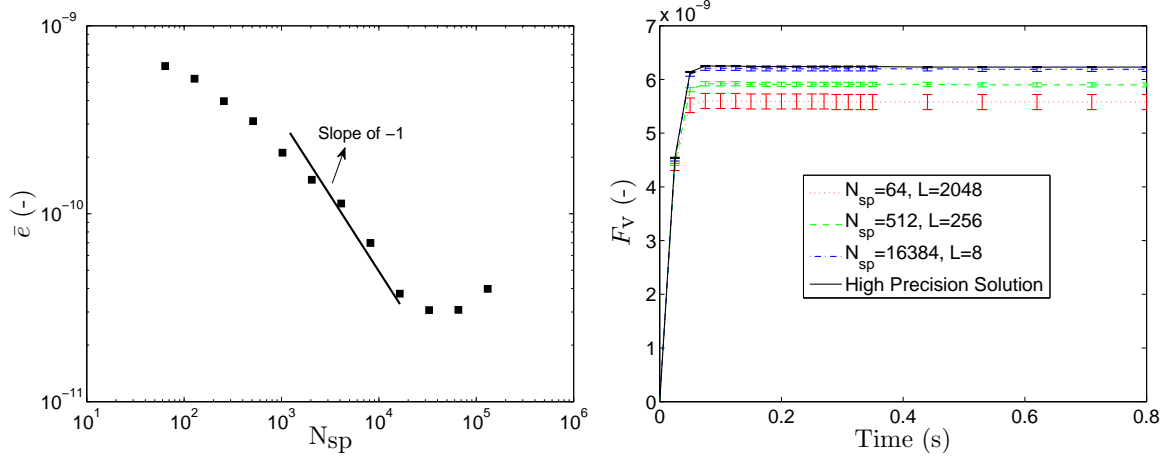 10^-9
10^-10
10^-11
ē (-)
Slope of -1
10^1 10^2 10^3 10^4 10^5 10^6
N_sp
x 10^-9
7
6
5
4
3
2
1
0
F_V (-)
N_sp=64, L=2048
N_sp=512, L=256
N_sp=16384, L=8
High Precision Solution
0 0.2 0.4 0.6 0.8
Time (s)